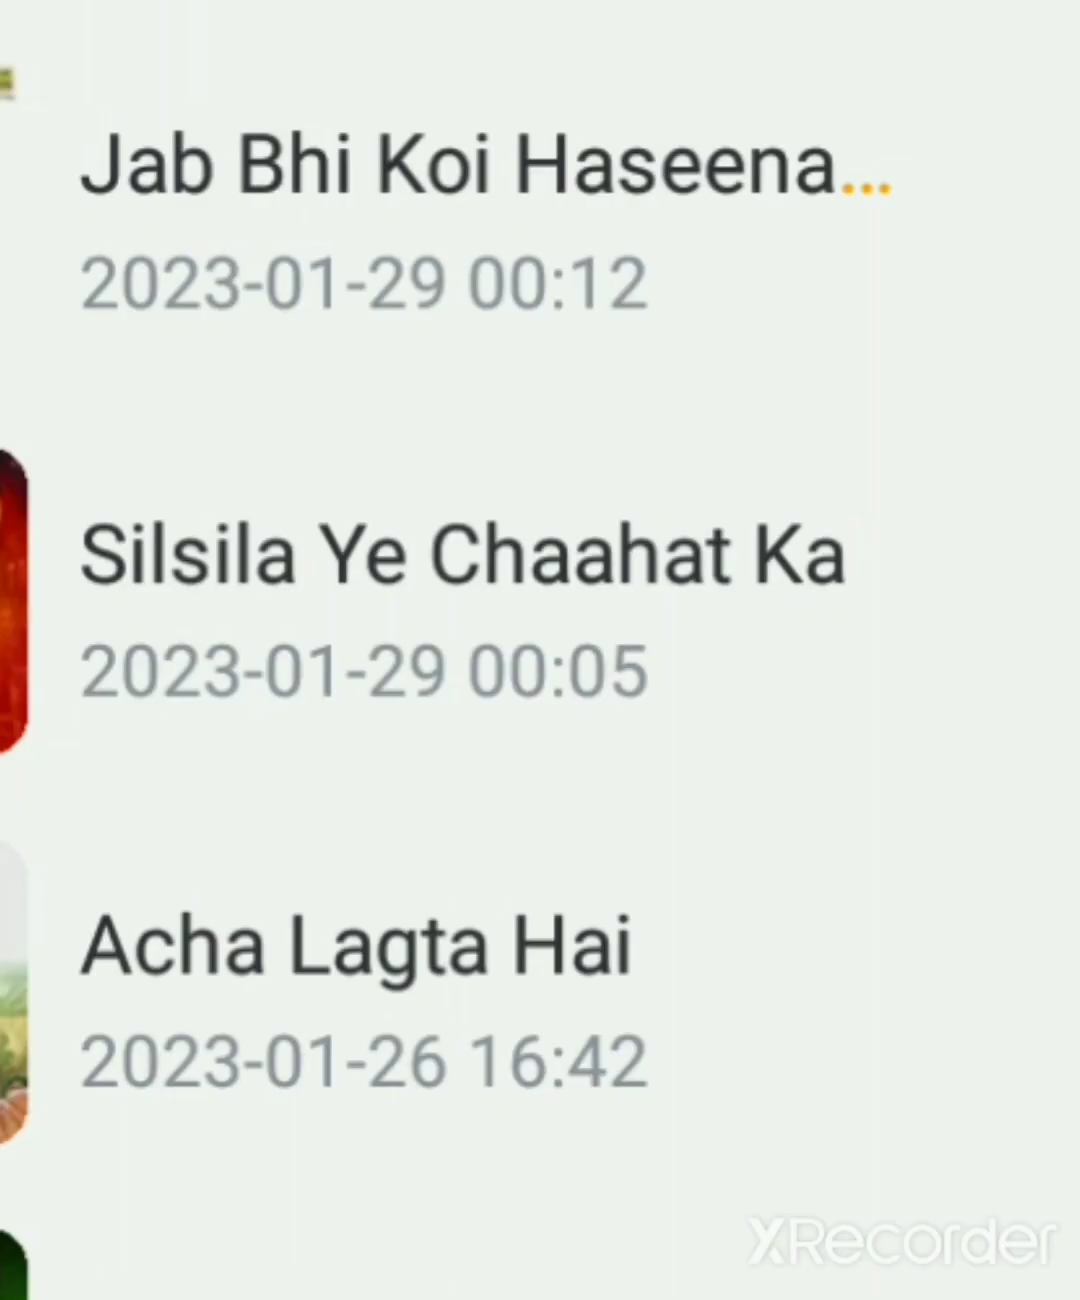 Jab Bhi Koi Haseena...
2023-01-29 00:12
Silsila Ye Chaahat Ka
2023-01-29 00:05
Acha Lagta Hai
2023-01-26 16:42
XRecorder